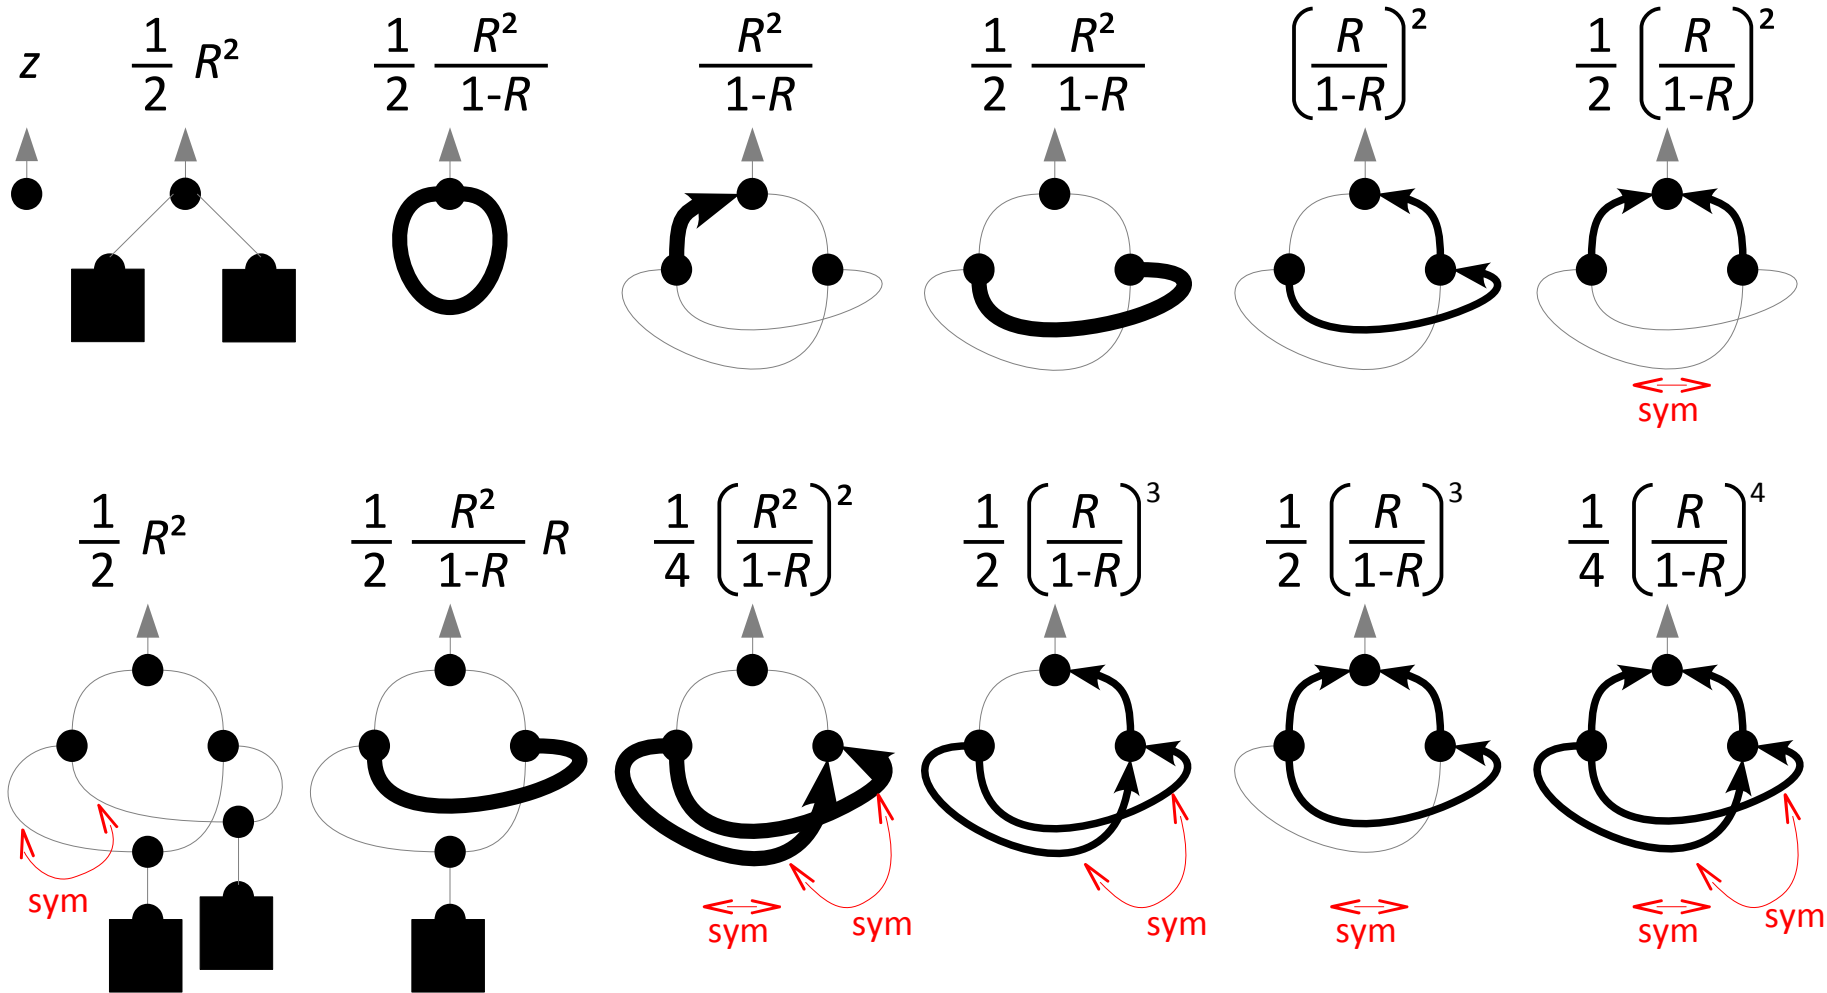 z
1/2 R²
1/2 R²/(1-R)
R²/(1-R)
1/2 R²/(1-R)
(R/(1-R))²
1/2 (R/(1-R))²
sym
1/2 R²
1/2 R²/(1-R) R
1/4 (R²/(1-R))²
1/2 (R/(1-R))³
1/2 (R/(1-R))³
1/4 (R/(1-R))⁴
sym
sym
sym
sym
sym
sym
sym